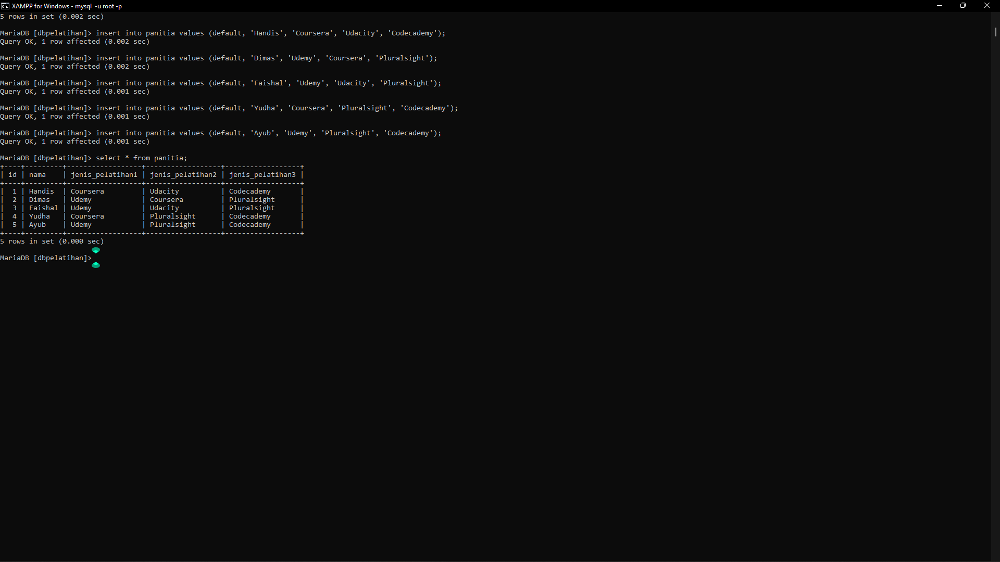 XAMPP for Windows - mysql  -u root -p
5 rows in set (0.002 sec)
MariaDB [dbpelatihan]> insert into panitia values (default, 'Handis', 'Coursera', 'Udacity', 'Codecademy');
Query OK, 1 row affected (0.002 sec)
MariaDB [dbpelatihan]> insert into panitia values (default, 'Dimas', 'Udemy', 'Coursera', 'Pluralsight');
Query OK, 1 row affected (0.002 sec)
MariaDB [dbpelatihan]> insert into panitia values (default, 'Faishal', 'Udemy', 'Udacity', 'Pluralsight');
Query OK, 1 row affected (0.001 sec)
MariaDB [dbpelatihan]> insert into panitia values (default, 'Yudha', 'Coursera', 'Pluralsight', 'Codecademy');
Query OK, 1 row affected (0.001 sec)
MariaDB [dbpelatihan]> insert into panitia values (default, 'Ayub', 'Udemy', 'Pluralsight', 'Codecademy');
Query OK, 1 row affected (0.001 sec)
MariaDB [dbpelatihan]> select * from panitia;
+----+---------+------------------+------------------+------------------+
| id | nama    | jenis_pelatihan1 | jenis_pelatihan2 | jenis_pelatihan3 |
+----+---------+------------------+------------------+------------------+
|  1 | Handis  | Coursera         | Udacity          | Codecademy       |
|  2 | Dimas   | Udemy            | Coursera         | Pluralsight      |
|  3 | Faishal | Udemy            | Udacity          | Pluralsight      |
|  4 | Yudha   | Coursera         | Pluralsight      | Codecademy       |
|  5 | Ayub    | Udemy            | Pluralsight      | Codecademy       |
+----+---------+------------------+------------------+------------------+
5 rows in set (0.000 sec)
MariaDB [dbpelatihan]>